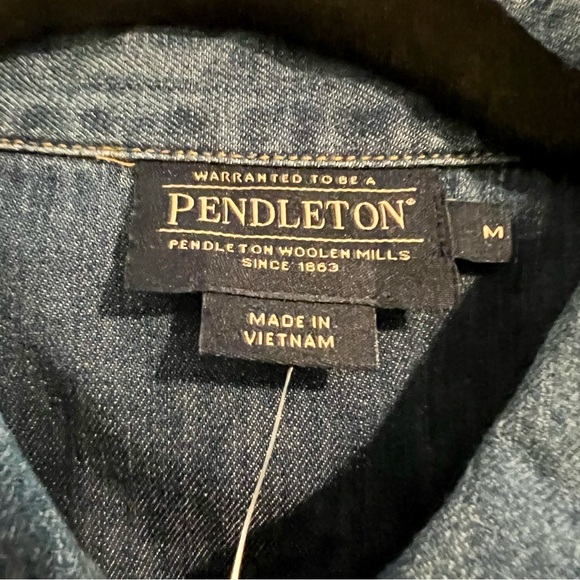 WARRANTED TO BE A
PENDLETON®
PENDLETON WOOLEN MILLS
SINCE 1863
M
MADE IN
VIETNAM